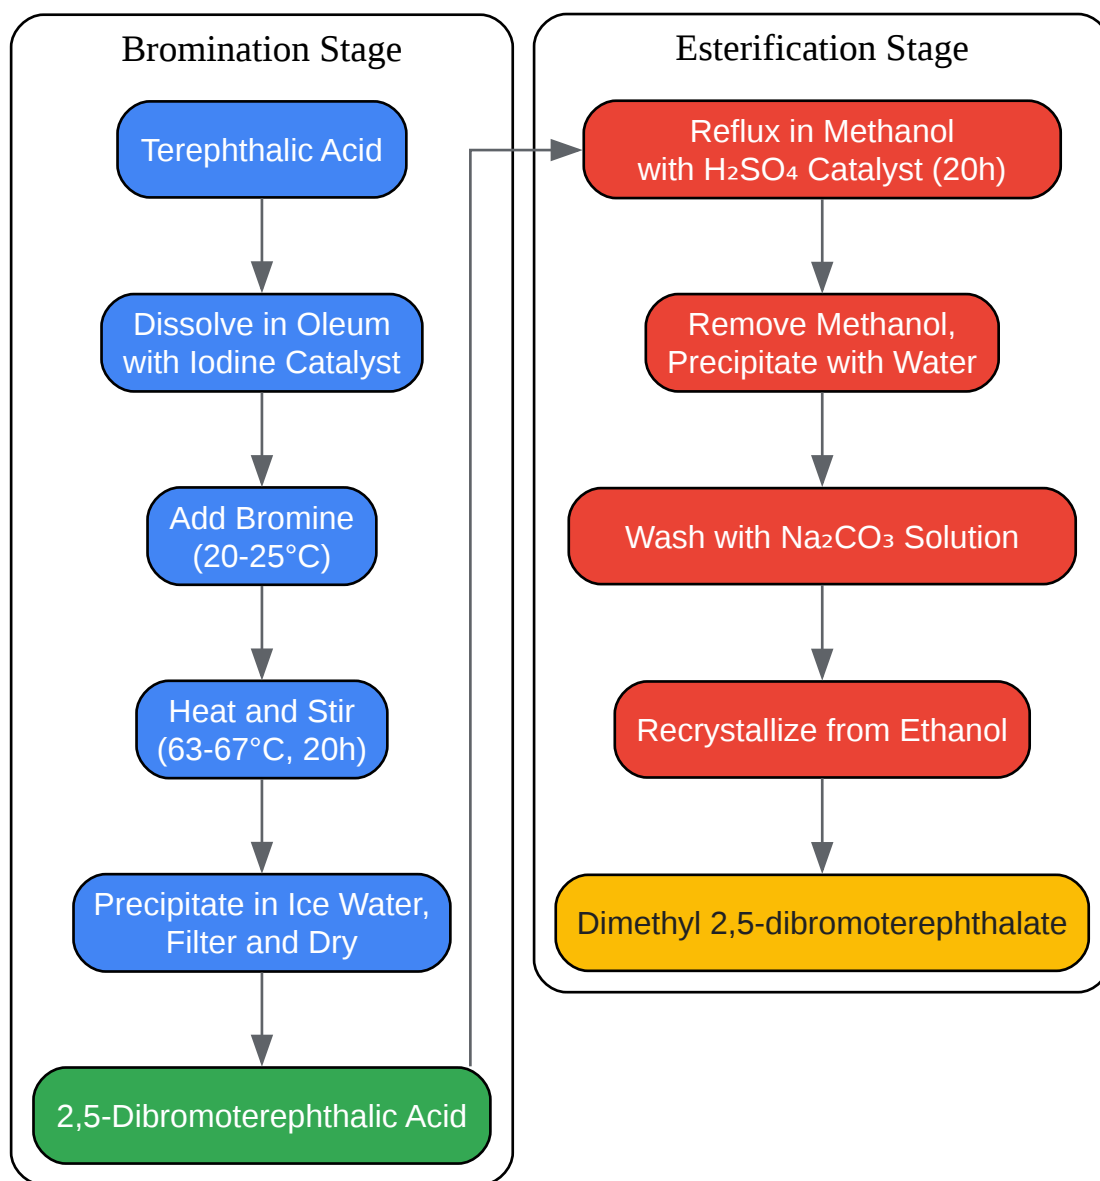 Bromination Stage
Terephthalic Acid
Dissolve in Oleum
with Iodine Catalyst
Add Bromine
(20-25°C)
Heat and Stir
(63-67°C, 20h)
Precipitate in Ice Water,
Filter and Dry
2,5-Dibromoterephthalic Acid
Esterification Stage
Reflux in Methanol
with H₂SO₄ Catalyst (20h)
Remove Methanol,
Precipitate with Water
Wash with Na₂CO₃ Solution
Recrystallize from Ethanol
Dimethyl 2,5-dibromoterephthalate